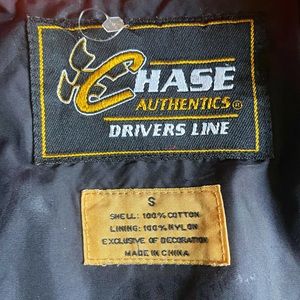 CHASE
AUTHENTICS®
DRIVERS LINE
S
SHELL: 100% COTTON
LINING: 100% NYLON
EXCLUSIVE OF DECORATION
MADE IN CHINA